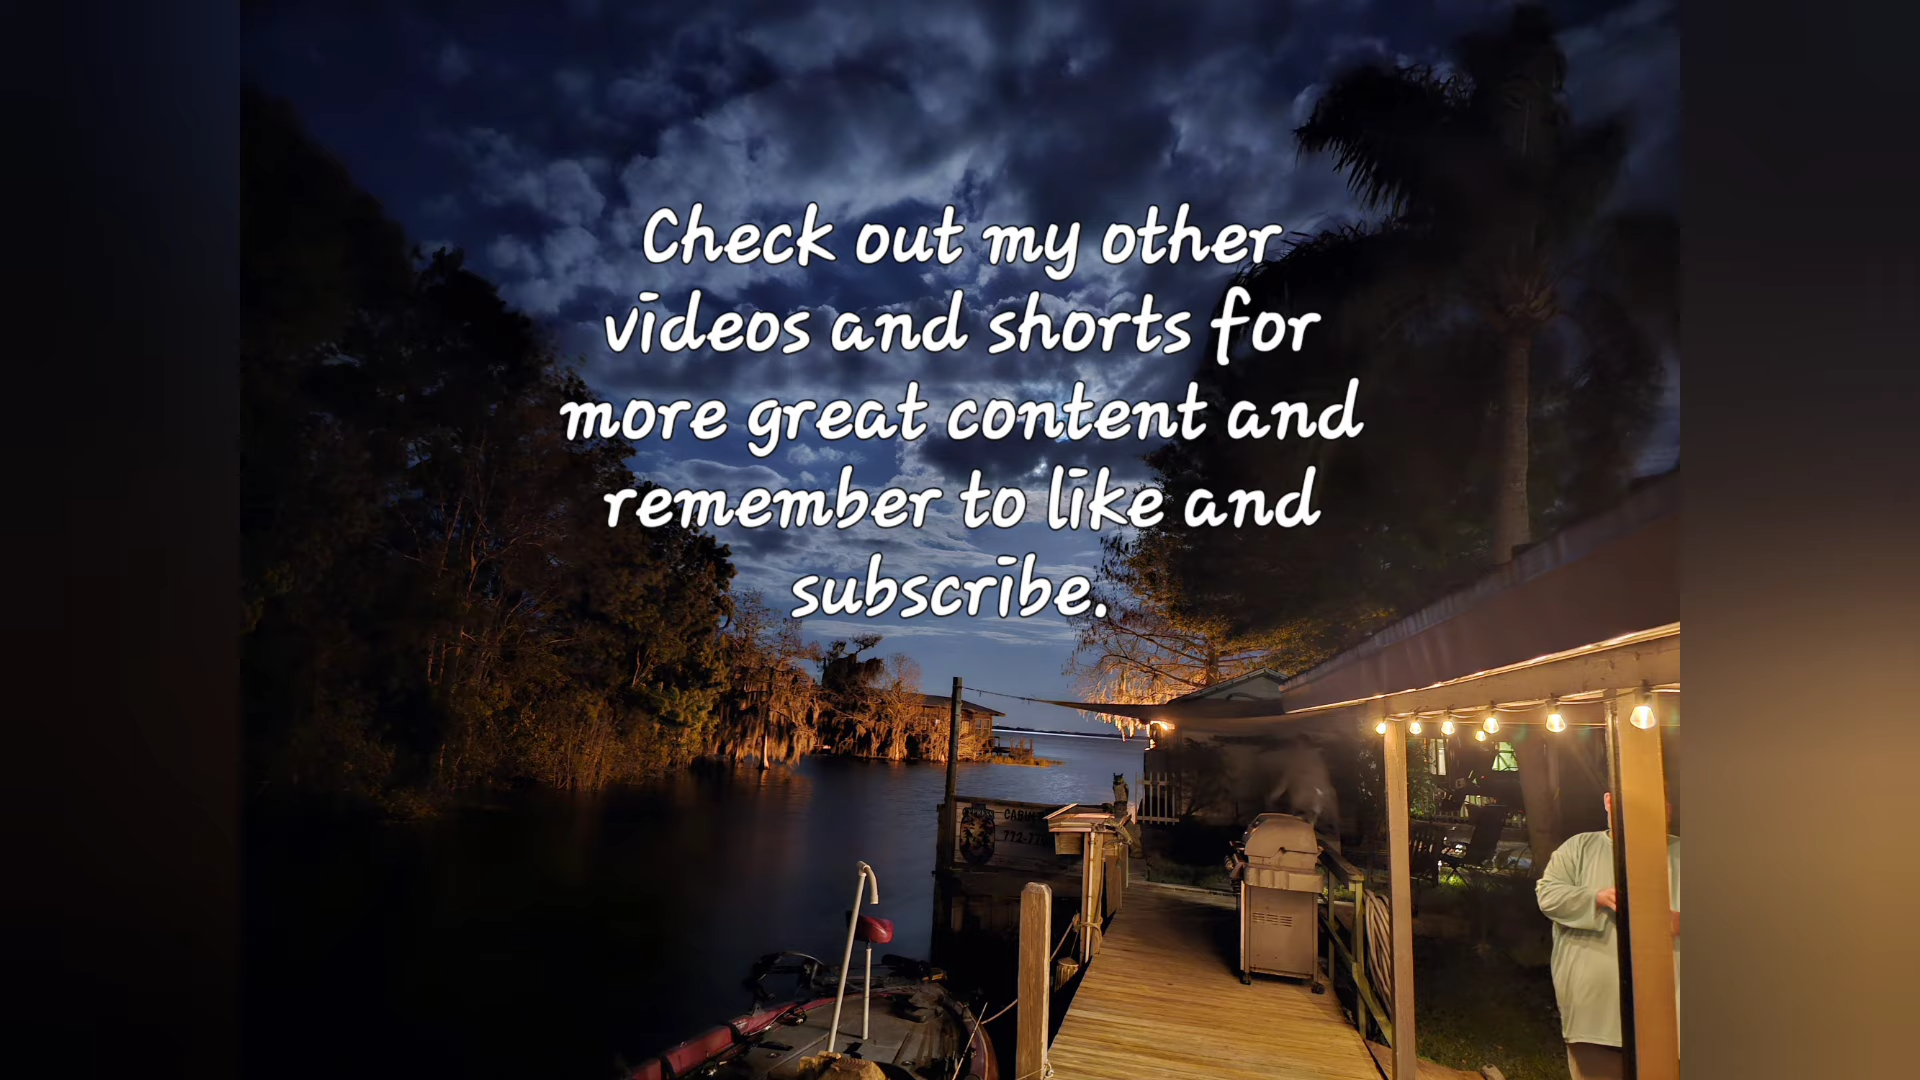 Check out my other
videos and shorts for
more great content and
remember to like and
subscribe.